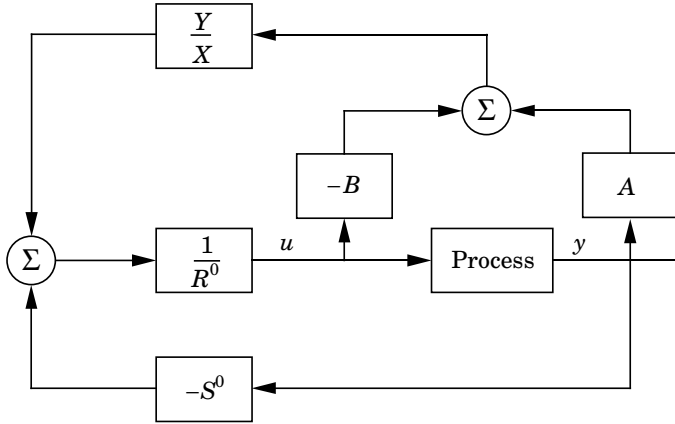 Y
X
Σ
−B
A
Σ
1
R⁰
u
Process
y
−S⁰